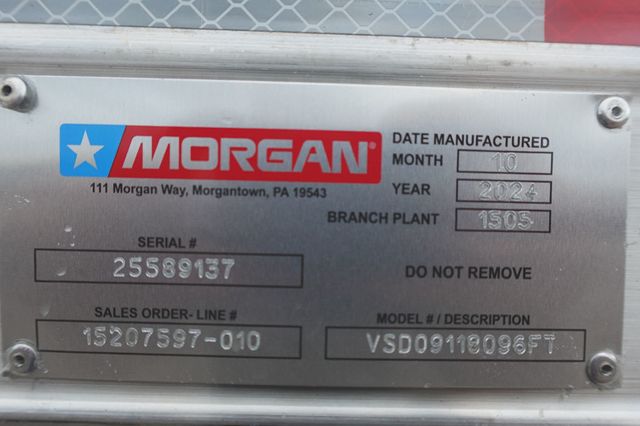 MORGAN
111 Morgan Way, Morgantown, PA 19543
DATE MANUFACTURED
MONTH 10
YEAR 2024
BRANCH PLANT 1505
SERIAL #
25589137
DO NOT REMOVE
SALES ORDER- LINE #
15207597-010
MODEL # / DESCRIPTION
VSD09118096FT